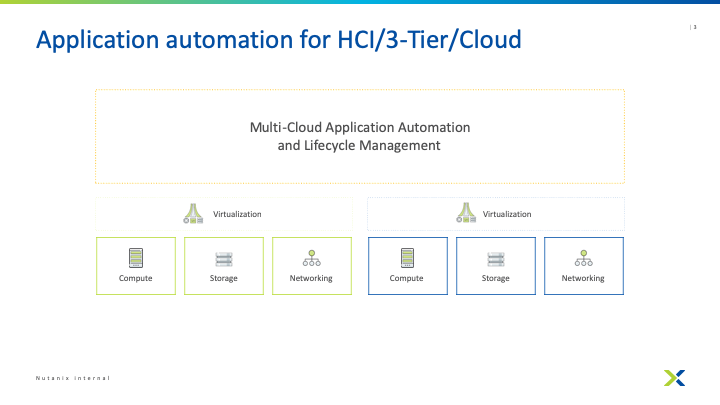 | 3
Application automation for HCI/3-Tier/Cloud
Multi-Cloud Application Automation
and Lifecycle Management
Virtualization
Virtualization
Compute
Storage
Networking
Compute
Storage
Networking
Nutanix Internal